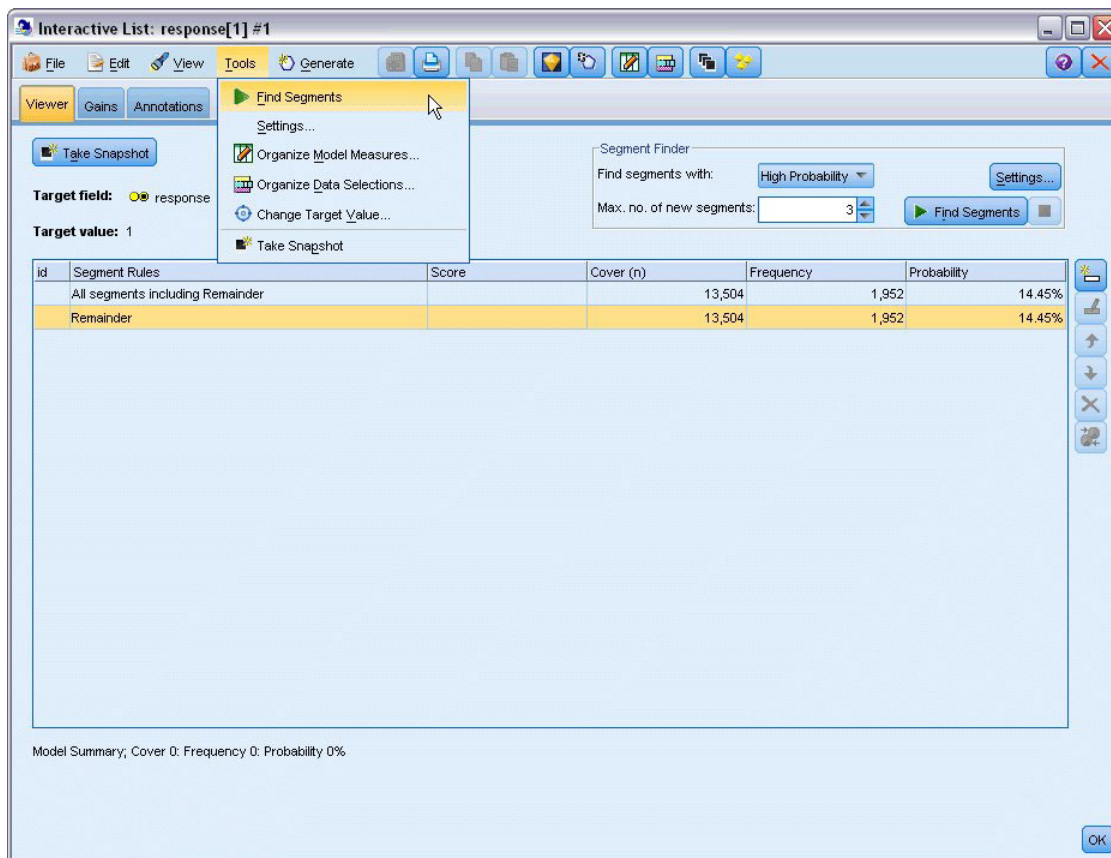 Interactive List: response[1] #1
File Edit View Tools Generate
Viewer Gains Annotations
Find Segments
Settings...
Organize Model Measures...
Organize Data Selections...
Change Target Value...
Take Snapshot
Take Snapshot
Target field: response
Target value: 1
Segment Finder
Find segments with: High Probability Settings...
Max. no. of new segments: 3 Find Segments
id Segment Rules Score Cover (n) Frequency Probability
All segments including Remainder 13,504 1,952 14.45%
Remainder 13,504 1,952 14.45%
Model Summary; Cover 0: Frequency 0: Probability 0%
OK